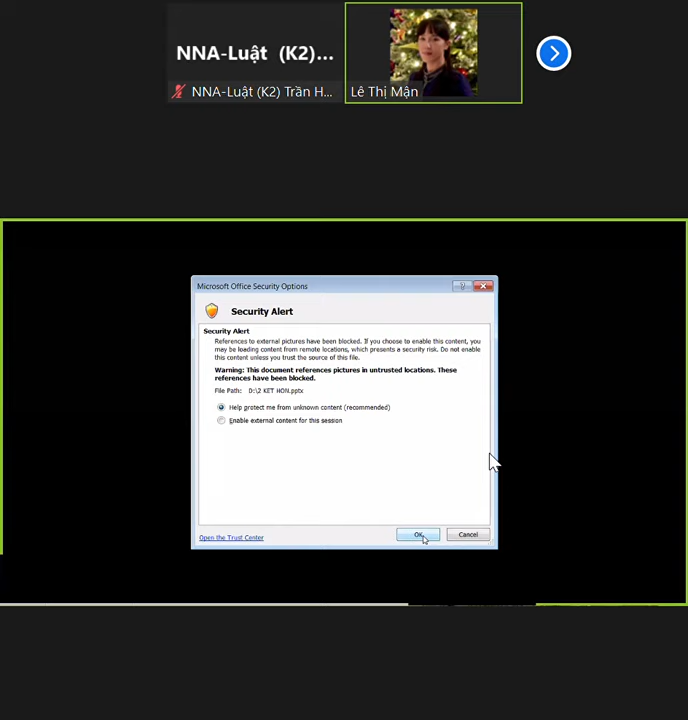 NNA-Luật (K2)...
NNA-Luật (K2) Trần H...
Lê Thị Mận
Microsoft Office Security Options
Security Alert
Security Alert
References to external pictures have been blocked. If you choose to enable this content, you
may be loading content from remote locations, which presents a security risk. Do not enable
this content unless you trust the source of this file.
Warning: This document references pictures in untrusted locations. These
references have been blocked.
File Path: D:\2 KET HON.pptx
Help protect me from unknown content (recommended)
Enable external content for this session
Open the Trust Center
OK
Cancel